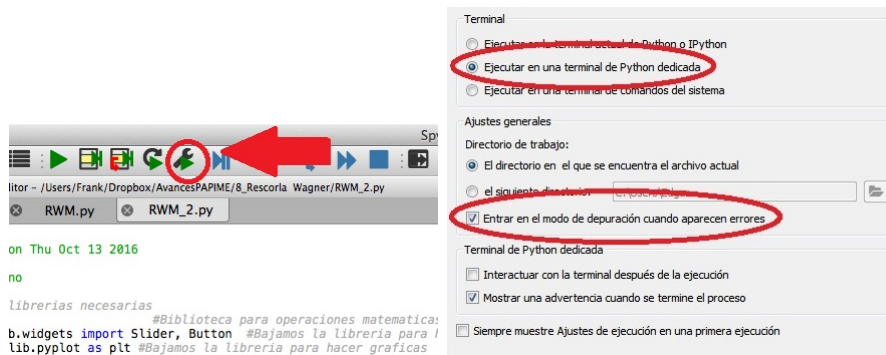 Spy
ditor - /Users/Frank/Dropbox/AvancesPAPIME/8_Rescorla Wagner/RWM_2.py
RWM.py
RWM_2.py
on Thu Oct 13 2016
no
librerias necesarias
#Biblioteca para operaciones matematicas
b.widgets import Slider, Button #Bajamos la libreria para h
lib.pyplot as plt #Bajamos la libreria para hacer graficas
Terminal
Ejecutar en la terminal actual de Python o IPython
Ejecutar en una terminal de Python dedicada
Ejecutar en una terminal de comandos del sistema
Ajustes generales
Directorio de trabajo:
El directorio en el que se encuentra el archivo actual
el siguiente directorio:
Entrar en el modo de depuración cuando aparecen errores
Terminal de Python dedicada
Interactuar con la terminal después de la ejecución
Mostrar una advertencia cuando se termine el proceso
Siempre muestre Ajustes de ejecución en una primera ejecución